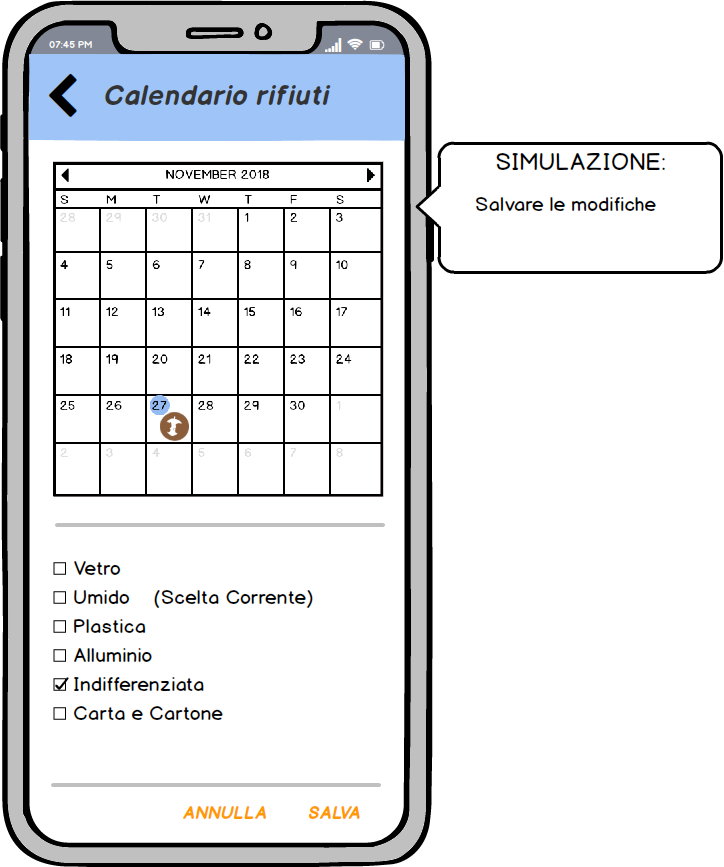 07:45 PM
Calendario rifiuti
NOVEMBER 2018
S M T W T F S
28 29 30 31 1 2 3
4 5 6 7 8 9 10
11 12 13 14 15 16 17
18 19 20 21 22 23 24
25 26 27 28 29 30 1
2 3 4 5 6 7 8
Vetro
Umido (Scelta Corrente)
Plastica
Alluminio
Indifferenziata
Carta e Cartone
ANNULLA SALVA
SIMULAZIONE:
Salvare le modifiche